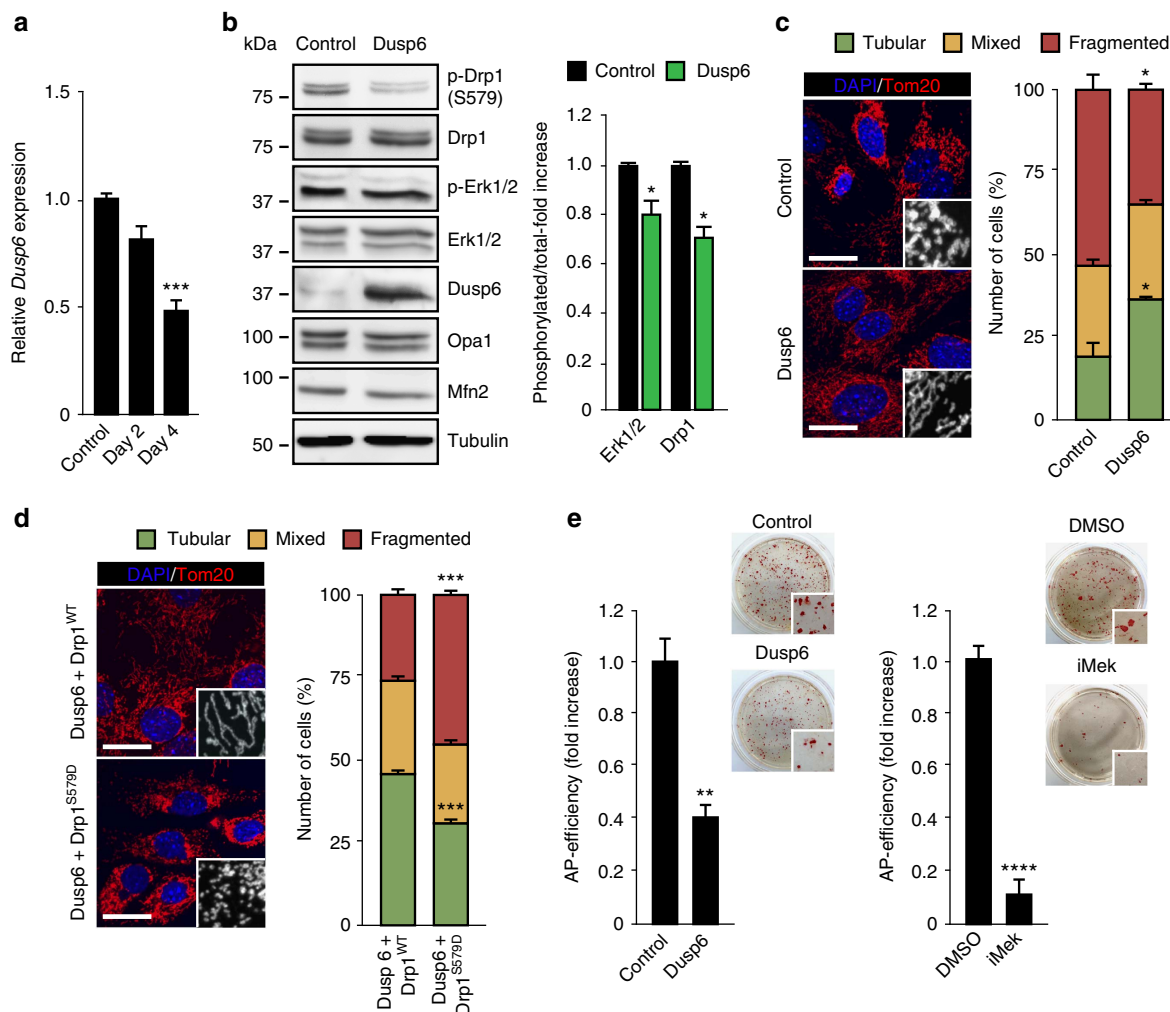 a
1.5
1.0
0.5
0
Relative Dusp6 expression
***
Control
Day 2
Day 4
b
kDa
Control
Dusp6
75
p-Drp1
(S579)
75
Drp1
37
p-Erk1/2
37
Erk1/2
37
Dusp6
100
Opa1
100
Mfn2
50
Tubulin
Control
Dusp6
Phosphorylated/total-fold increase
1.2
1.0
0.8
0.6
0.4
0.2
0
*
*
Erk1/2
Drp1
c
Tubular
Mixed
Fragmented
DAPI/Tom20
Control
Dusp6
Number of cells (%)
100
75
50
25
0
*
*
Control
Dusp6
d
Tubular
Mixed
Fragmented
DAPI/Tom20
Dusp6 + Drp1WT
Dusp6 + Drp1S579D
Number of cells (%)
100
75
50
25
0
***
***
Dusp 6 +
Drp1WT
Dusp6 +
Drp1S579D
e
Control
Dusp6
AP-efficiency (fold increase)
1.2
1.0
0.8
0.6
0.4
0.2
0
**
Control
Dusp6
DMSO
iMek
AP-efficiency (fold increase)
1.2
1.0
0.8
0.6
0.4
0.2
0
****
DMSO
iMek